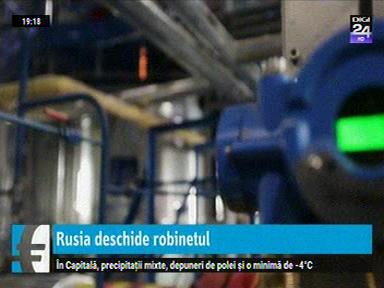 19:18
DIGI
24
HD
Rusia deschide robinetul
În Capitală, precipitații mixte, depuneri de polei și o minimă de -4°C